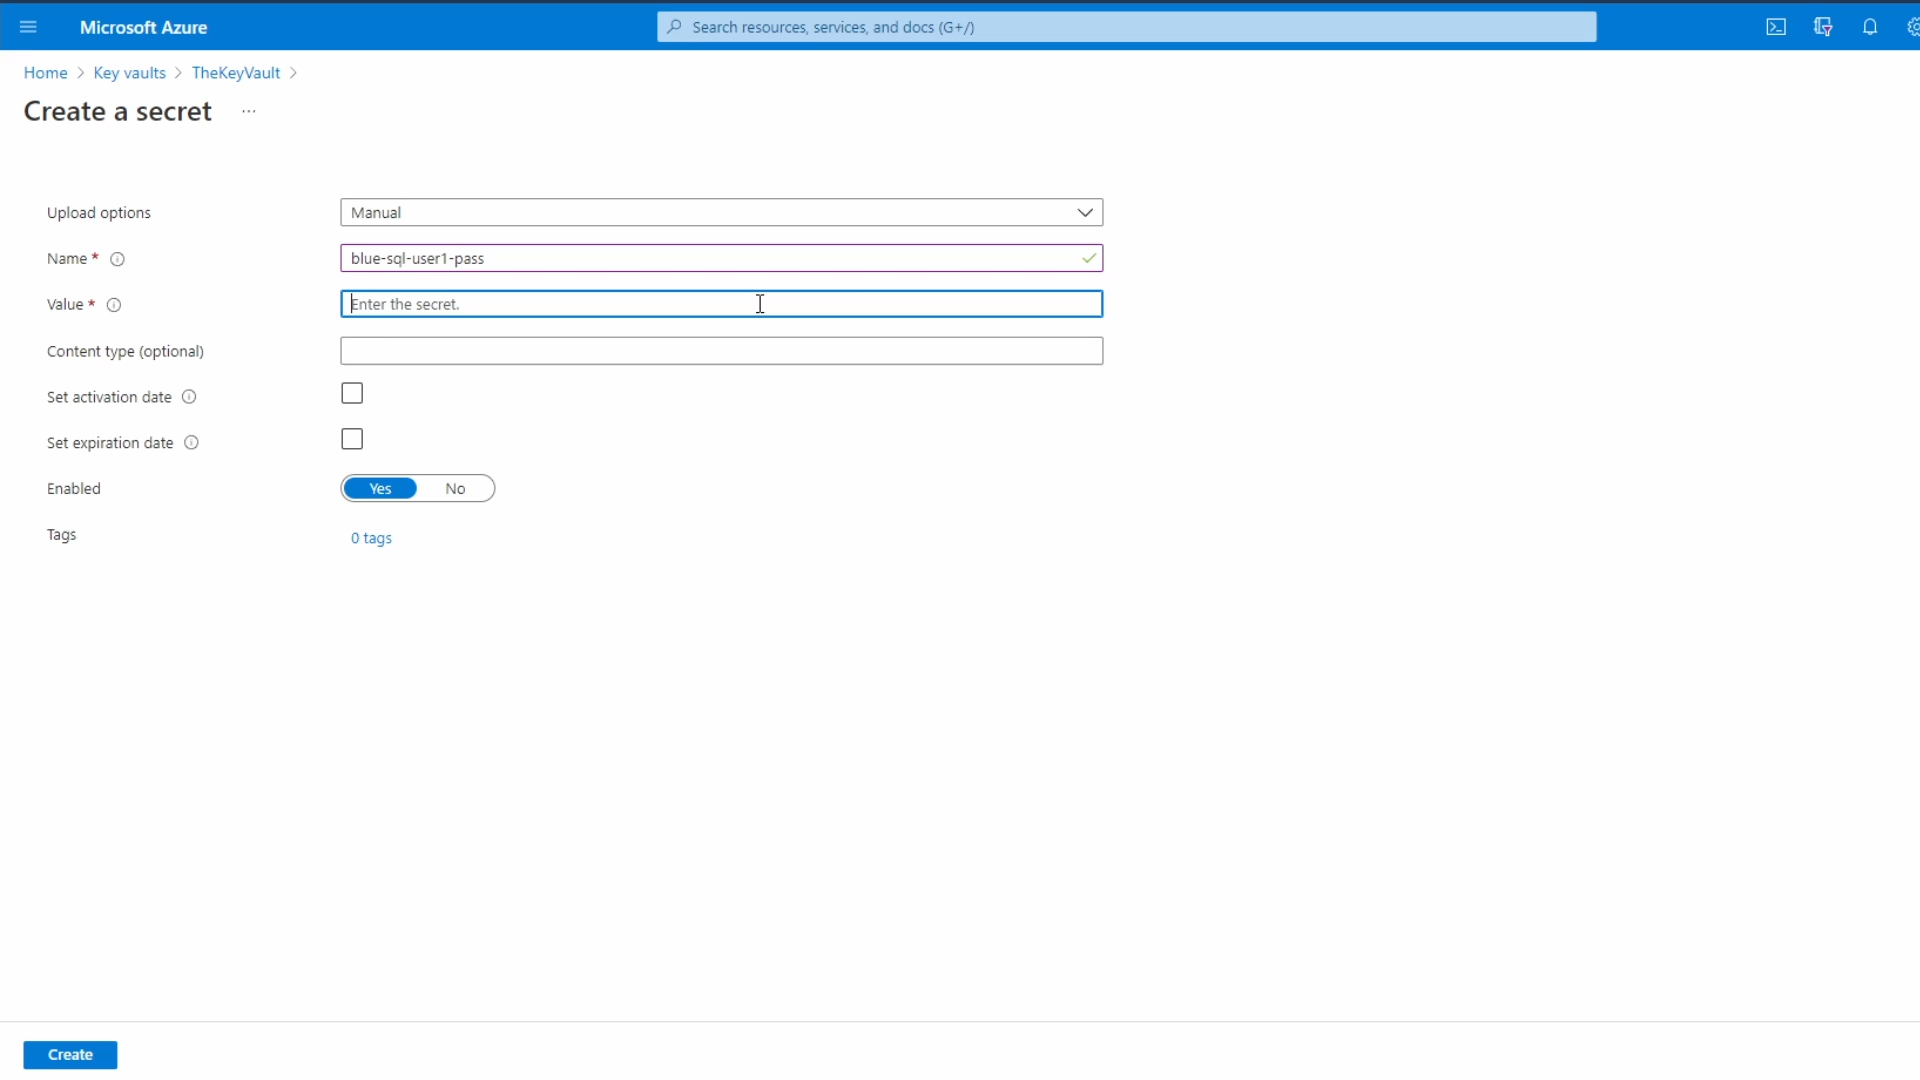 Microsoft Azure
Search resources, services, and docs (G+/)
Home > Key vaults > TheKeyVault >
Create a secret ...
Upload options
Manual
Name *
blue-sql-user1-pass
Value *
Enter the secret.
Content type (optional)
Set activation date
Set expiration date
Enabled
Yes No
Tags
0 tags
Create